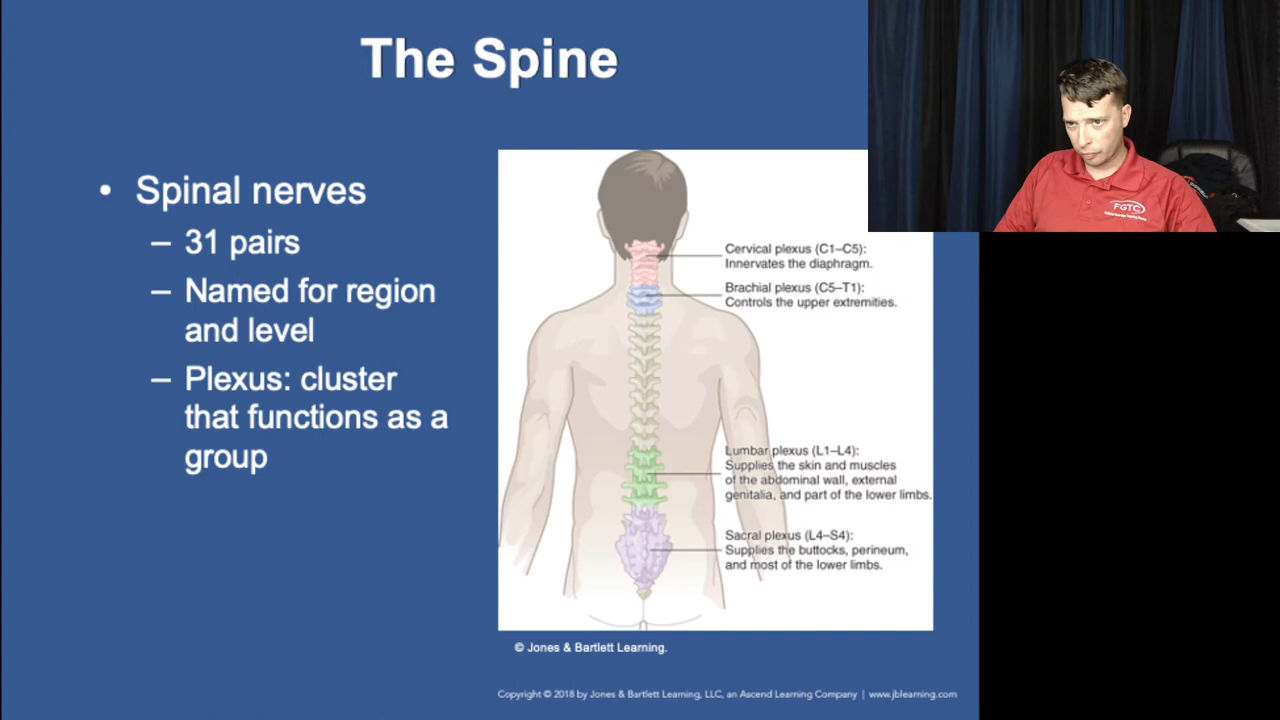 The Spine
• Spinal nerves
– 31 pairs
– Named for region
and level
– Plexus: cluster
that functions as a
group
Cervical plexus (C1–C5):
Innervates the diaphragm.
Brachial plexus (C5–T1):
Controls the upper extremities.
Lumbar plexus (L1–L4):
Supplies the skin and muscles
of the abdominal wall, external
genitalia, and part of the lower limbs.
Sacral plexus (L4–S4):
Supplies the buttocks, perineum,
and most of the lower limbs.
© Jones & Bartlett Learning.
Copyright © 2018 by Jones & Bartlett Learning, LLC, an Ascend Learning Company | www.jblearning.com
FGTC